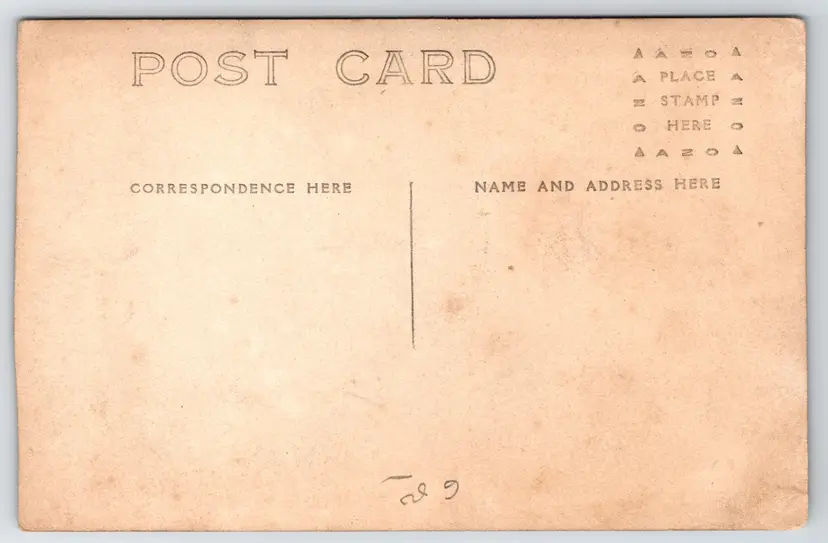 POST CARD
▲ A Z O ▲
A PLACE A
Z STAMP Z
O HERE O
▲ A Z O ▲
CORRESPONDENCE HERE
NAME AND ADDRESS HERE